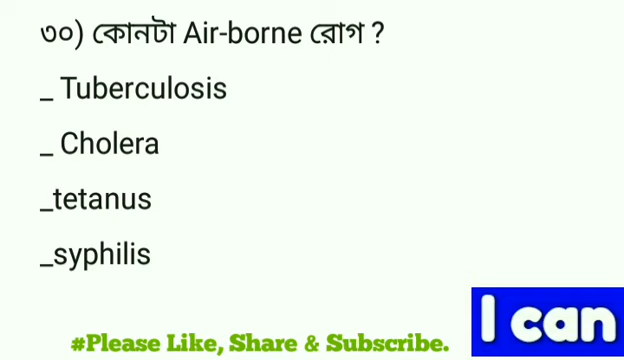 ৩০) কোনটা Air-borne রোগ ?
_ Tuberculosis
_ Cholera
_tetanus
_syphilis
I can
#Please Like, Share & Subscribe.